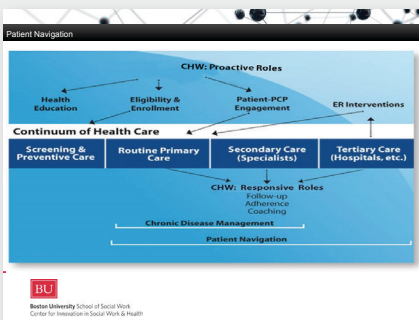 Patient Navigation
CHW: Proactive Roles
Health
Education
Eligibility &
Enrollment
Patient-PCP
Engagement
ER Interventions
Continuum of Health Care
Screening &
Preventive Care
Routine Primary
Care
Secondary Care
(Specialists)
Tertiary Care
(Hospitals, etc.)
CHW: Responsive Roles
Follow-up
Adherence
Coaching
Chronic Disease Management
Patient Navigation
BU
Boston University School of Social Work
Center for Innovation in Social Work & Health